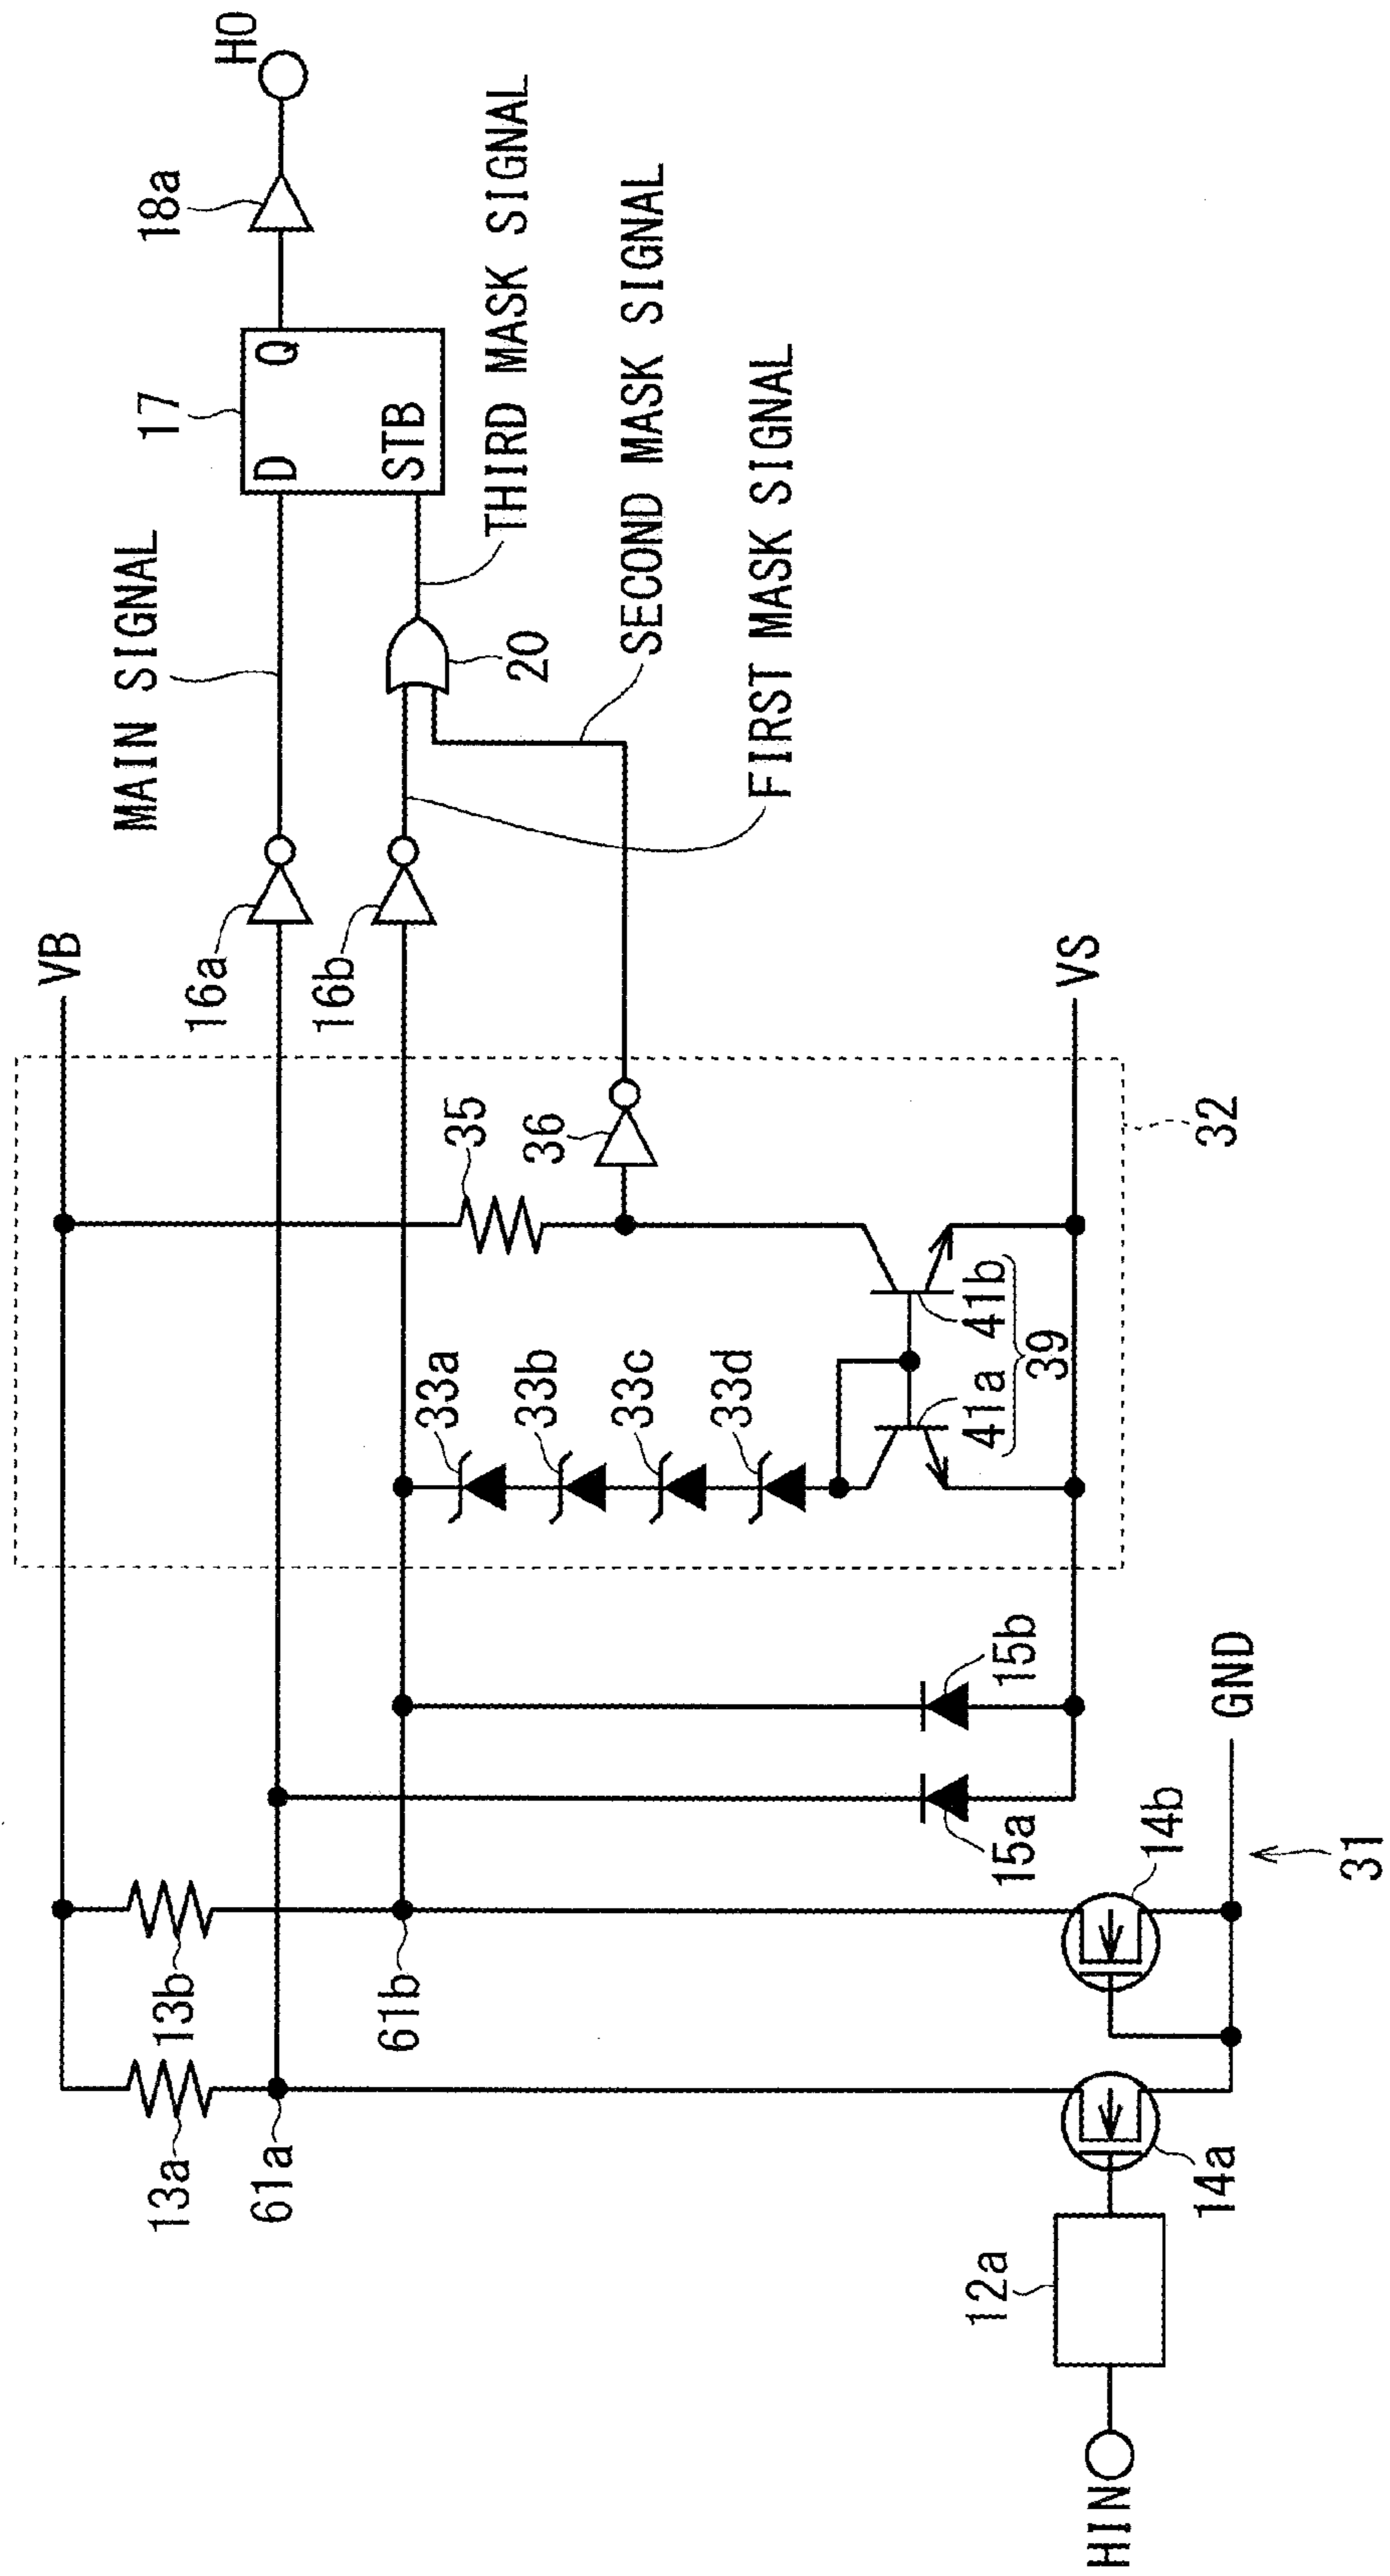 VB
13a
13b
35
MAIN SIGNAL
17
18a
HO
61a
16a
D
Q
61b
33a
16b
STB
33b
36
20
THIRD MASK SIGNAL
33c
SECOND MASK SIGNAL
33d
FIRST MASK SIGNAL
HIN
12a
14a
14b
15a
15b
41a
41b
39
VS
GND
32
31